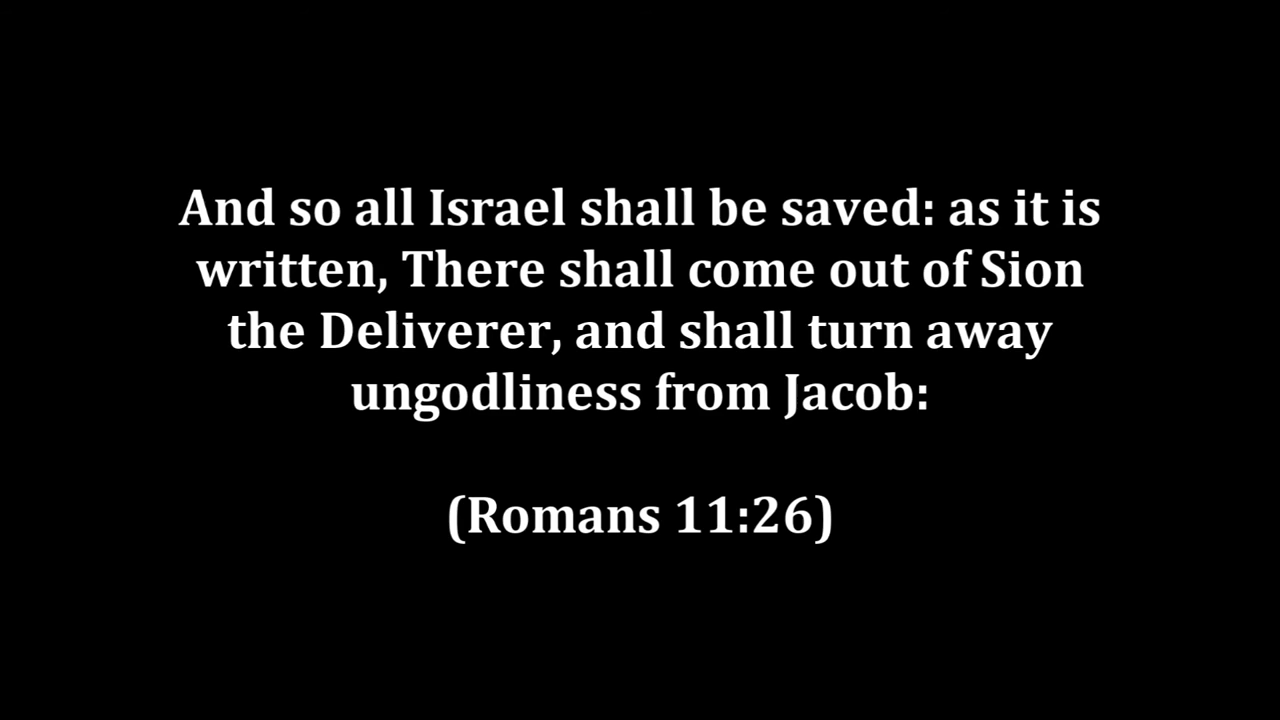 And so all Israel shall be saved: as it is
written, There shall come out of Sion
the Deliverer, and shall turn away
ungodliness from Jacob:
(Romans 11:26)